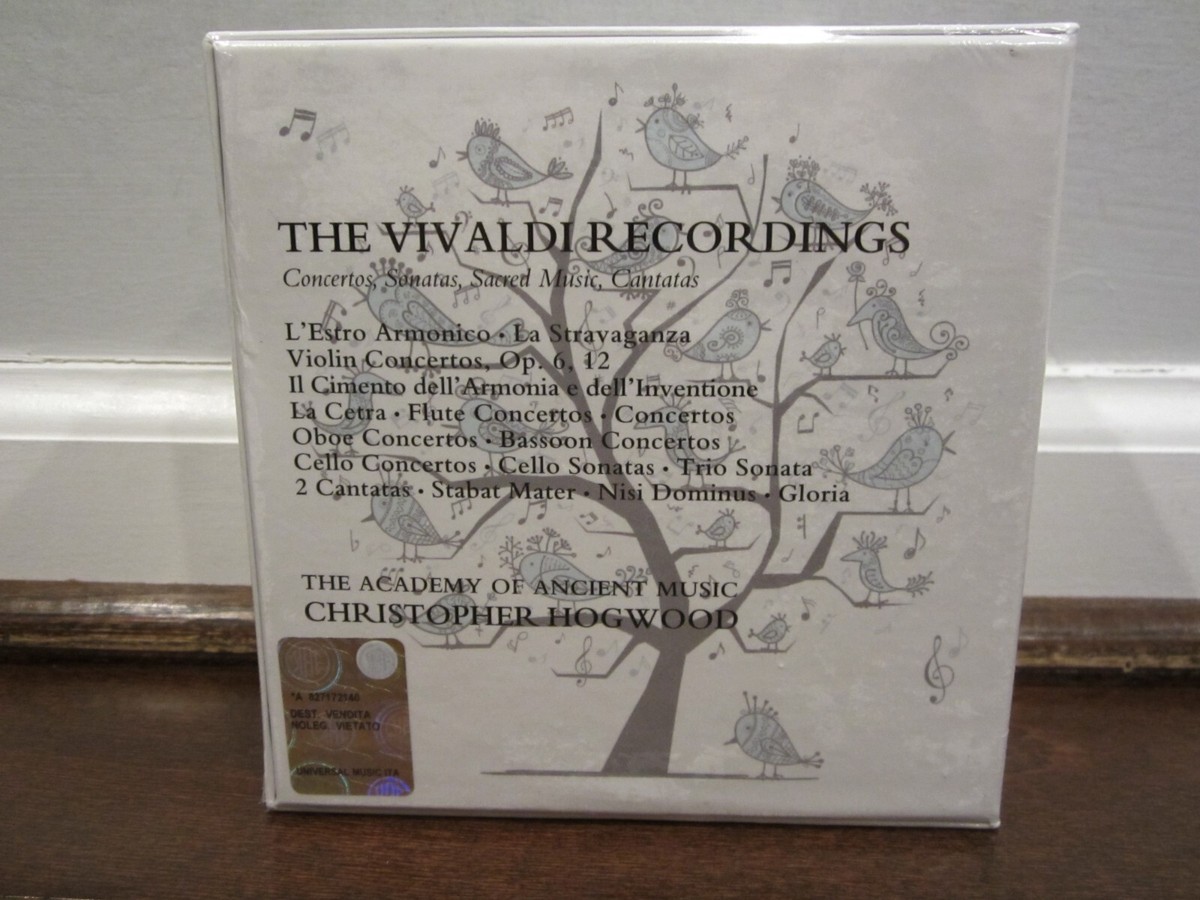 THE VIVALDI RECORDINGS
Concertos, Sonatas, Sacred Music, Cantatas
L'Estro Armonico • La Stravaganza
Violin Concertos, Op. 6, 12
Il Cimento dell'Armonia e dell'Inventione
La Cetra • Flute Concertos • Concertos
Oboe Concertos • Bassoon Concertos
Cello Concertos • Cello Sonatas • Trio Sonata
2 Cantatas • Stabat Mater • Nisi Dominus • Gloria
THE ACADEMY OF ANCIENT MUSIC
CHRISTOPHER HOGWOOD
DEST. VENDITA
NOLEG. VIETATO
UNIVERSAL MUSIC ITA